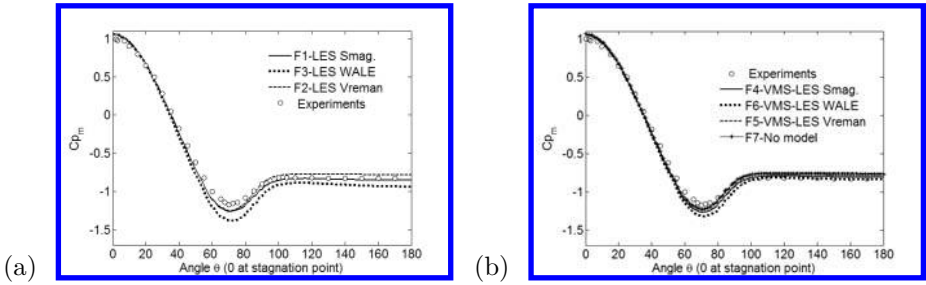 (a)
Cp_m
1
0.5
0
-0.5
-1
-1.5
F1-LES Smag.
F3-LES WALE
F2-LES Vreman
Experiments
0 20 40 60 80 100 120 140 160 180
Angle θ (0 at stagnation point)
(b)
Cp_m
1
0.5
0
-0.5
-1
-1.5
Experiments
F4-VMS-LES Smag.
F6-VMS-LES WALE
F5-VMS-LES Vreman
F7-No model
0 20 40 60 80 100 120 140 160 180
Angle θ (0 at stagnation point)